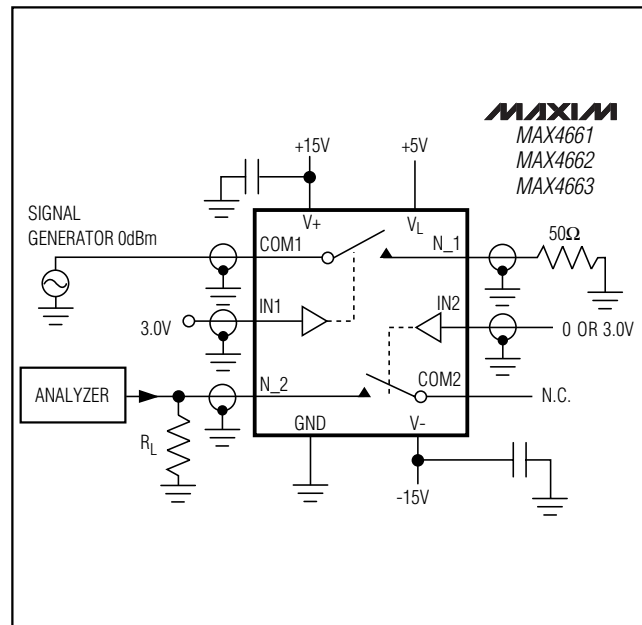 MAXIM
MAX4661
MAX4662
MAX4663
+15V
+5V
SIGNAL
GENERATOR 0dBm
V+
VL
COM1
N_1
50Ω
IN1
IN2
3.0V
0 OR 3.0V
ANALYZER
N_2
COM2
N.C.
RL
GND
V-
-15V